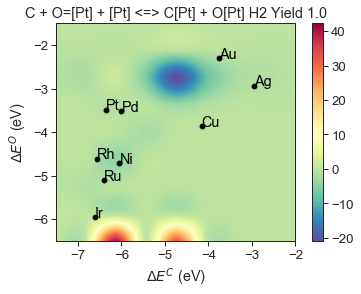 C + O=[Pt] + [Pt] <=> C[Pt] + O[Pt] H2 Yield 1.0
−2
−3
−4
−5
−6
ΔE^O (eV)
Au
Ag
Pt
Pd
Cu
Rh
Ni
Ru
Ir
−7
−6
−5
−4
−3
−2
ΔE^C (eV)
40
30
20
10
0
−10
−20